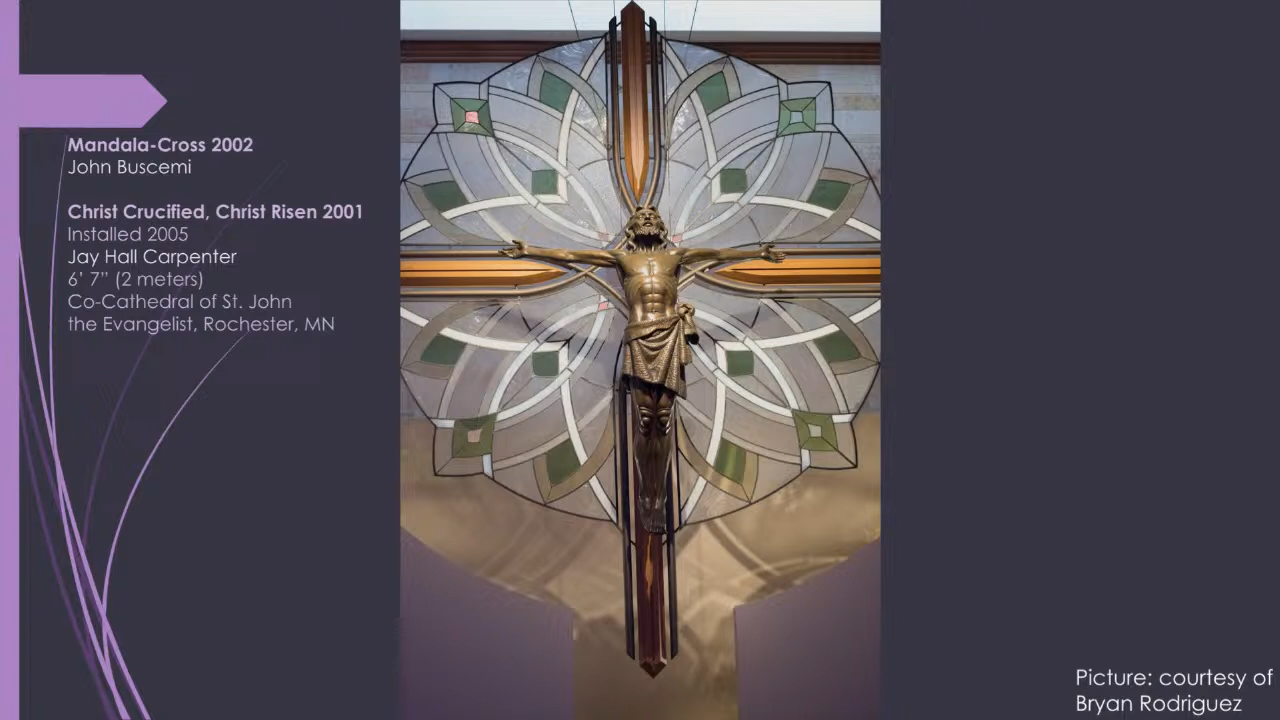 Mandala-Cross 2002
John Buscemi
Christ Crucified, Christ Risen 2001
Installed 2005
Jay Hall Carpenter
6' 7” (2 meters)
Co-Cathedral of St. John
the Evangelist, Rochester, MN
Picture: courtesy of
Bryan Rodriguez